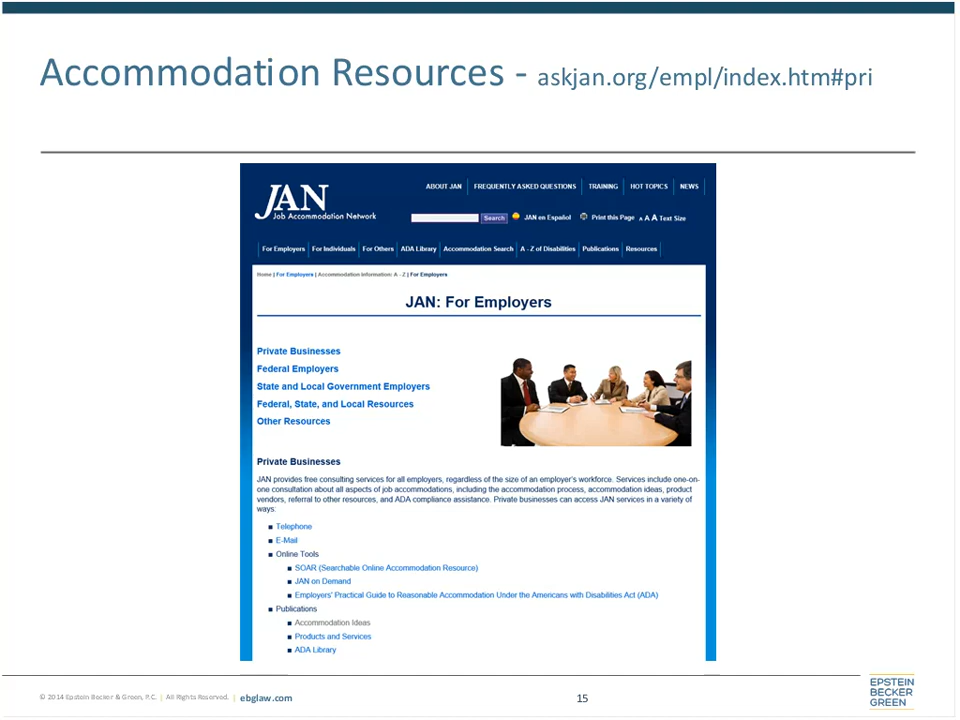 Accommodation Resources - askjan.org/empl/index.htm#pri
ABOUT JAN FREQUENTLY ASKED QUESTIONS TRAINING HOT TOPICS NEWS
JAN
Job Accommodation Network
Search JAN en Español Print this Page A A A Text Size
For Employers For Individuals For Others ADA Library Accommodation Search A - Z of Disabilities Publications Resources
Home | For Employers | Accommodation Information: A - Z | For Employers
JAN: For Employers
Private Businesses
Federal Employers
State and Local Government Employers
Federal, State, and Local Resources
Other Resources
Private Businesses
JAN provides free consulting services for all employers, regardless of the size of an employer's workforce. Services include one-on-
one consultation about all aspects of job accommodations, including the accommodation process, accommodation ideas, product
vendors, referral to other resources, and ADA compliance assistance. Private businesses can access JAN services in a variety of
ways:
■ Telephone
■ E-Mail
■ Online Tools
■ SOAR (Searchable Online Accommodation Resource)
■ JAN on Demand
■ Employers' Practical Guide to Reasonable Accommodation Under the Americans with Disabilities Act (ADA)
■ Publications
■ Accommodation Ideas
■ Products and Services
■ ADA Library
© 2014 Epstein Becker & Green, P.C. | All Rights Reserved. | ebglaw.com
15
EPSTEIN
BECKER
GREEN